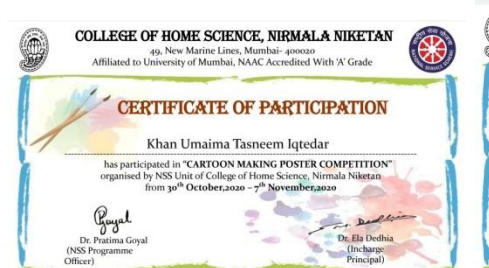 COLLEGE OF HOME SCIENCE, NIRMALA NIKETAN
49, New Marine Lines, Mumbai- 400020
Affiliated to University of Mumbai, NAAC Accredited With 'A' Grade
CERTIFICATE OF PARTICIPATION
Khan Umaima Tasneem Iqtedar
has participated in "CARTOON MAKING POSTER COMPETITION"
organised by NSS Unit of College of Home Science, Nirmala Niketan
from 30th October,2020 – 7th November,2020
Goyal
Dr. Pratima Goyal
(NSS Programme
Officer)
Dr. Ela Dedhia
(Incharge
Principal)